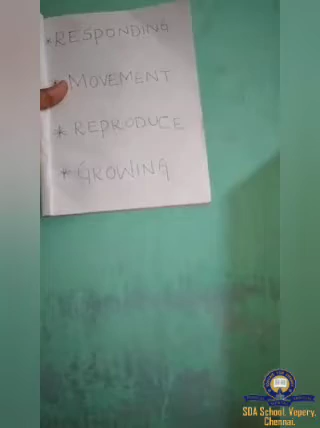 *RESPONDING
*MOVEMENT
*REPRODUCE
*GROWING
SDA School, Vepery,
Chennai.